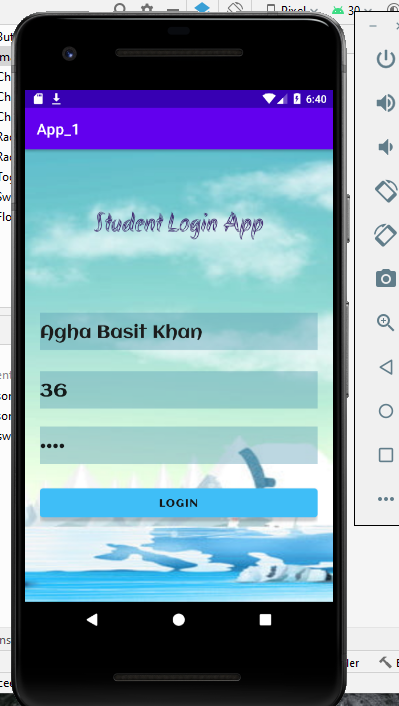 Pixel
30
6:40
App_1
Student Login App
Agha Basit Khan
36
••••
LOGIN